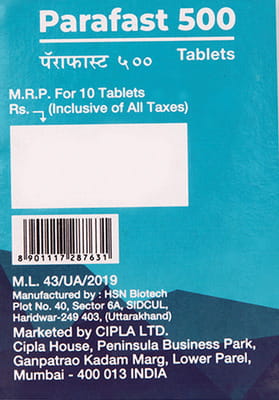 Parafast 500
पॅराफास्ट ५०० Tablets
M.R.P. For 10 Tablets
Rs. (Inclusive of All Taxes)
8 901117 287631
M.L. 43/UA/2019
Manufactured by : HSN Biotech
Plot No. 40, Sector 6A, SIDCUL,
Haridwar-249 403, (Uttarakhand)
Marketed by CIPLA LTD.
Cipla House, Peninsula Business Park,
Ganpatrao Kadam Marg, Lower Parel,
Mumbai - 400 013 INDIA